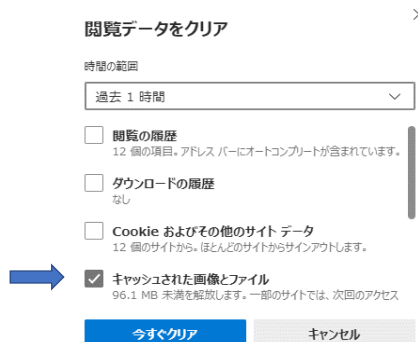 閲覧データをクリア
時間の範囲
過去 1 時間
閲覧の履歴
12 個の項目。アドレス バーにオートコンプリートが含まれています。
ダウンロードの履歴
なし
Cookie およびその他のサイト データ
12 個のサイトから。ほとんどのサイトからサインアウトします。
キャッシュされた画像とファイル
96.1 MB 未満を解放します。一部のサイトでは、次回のアクセス
今すぐクリア
キャンセル